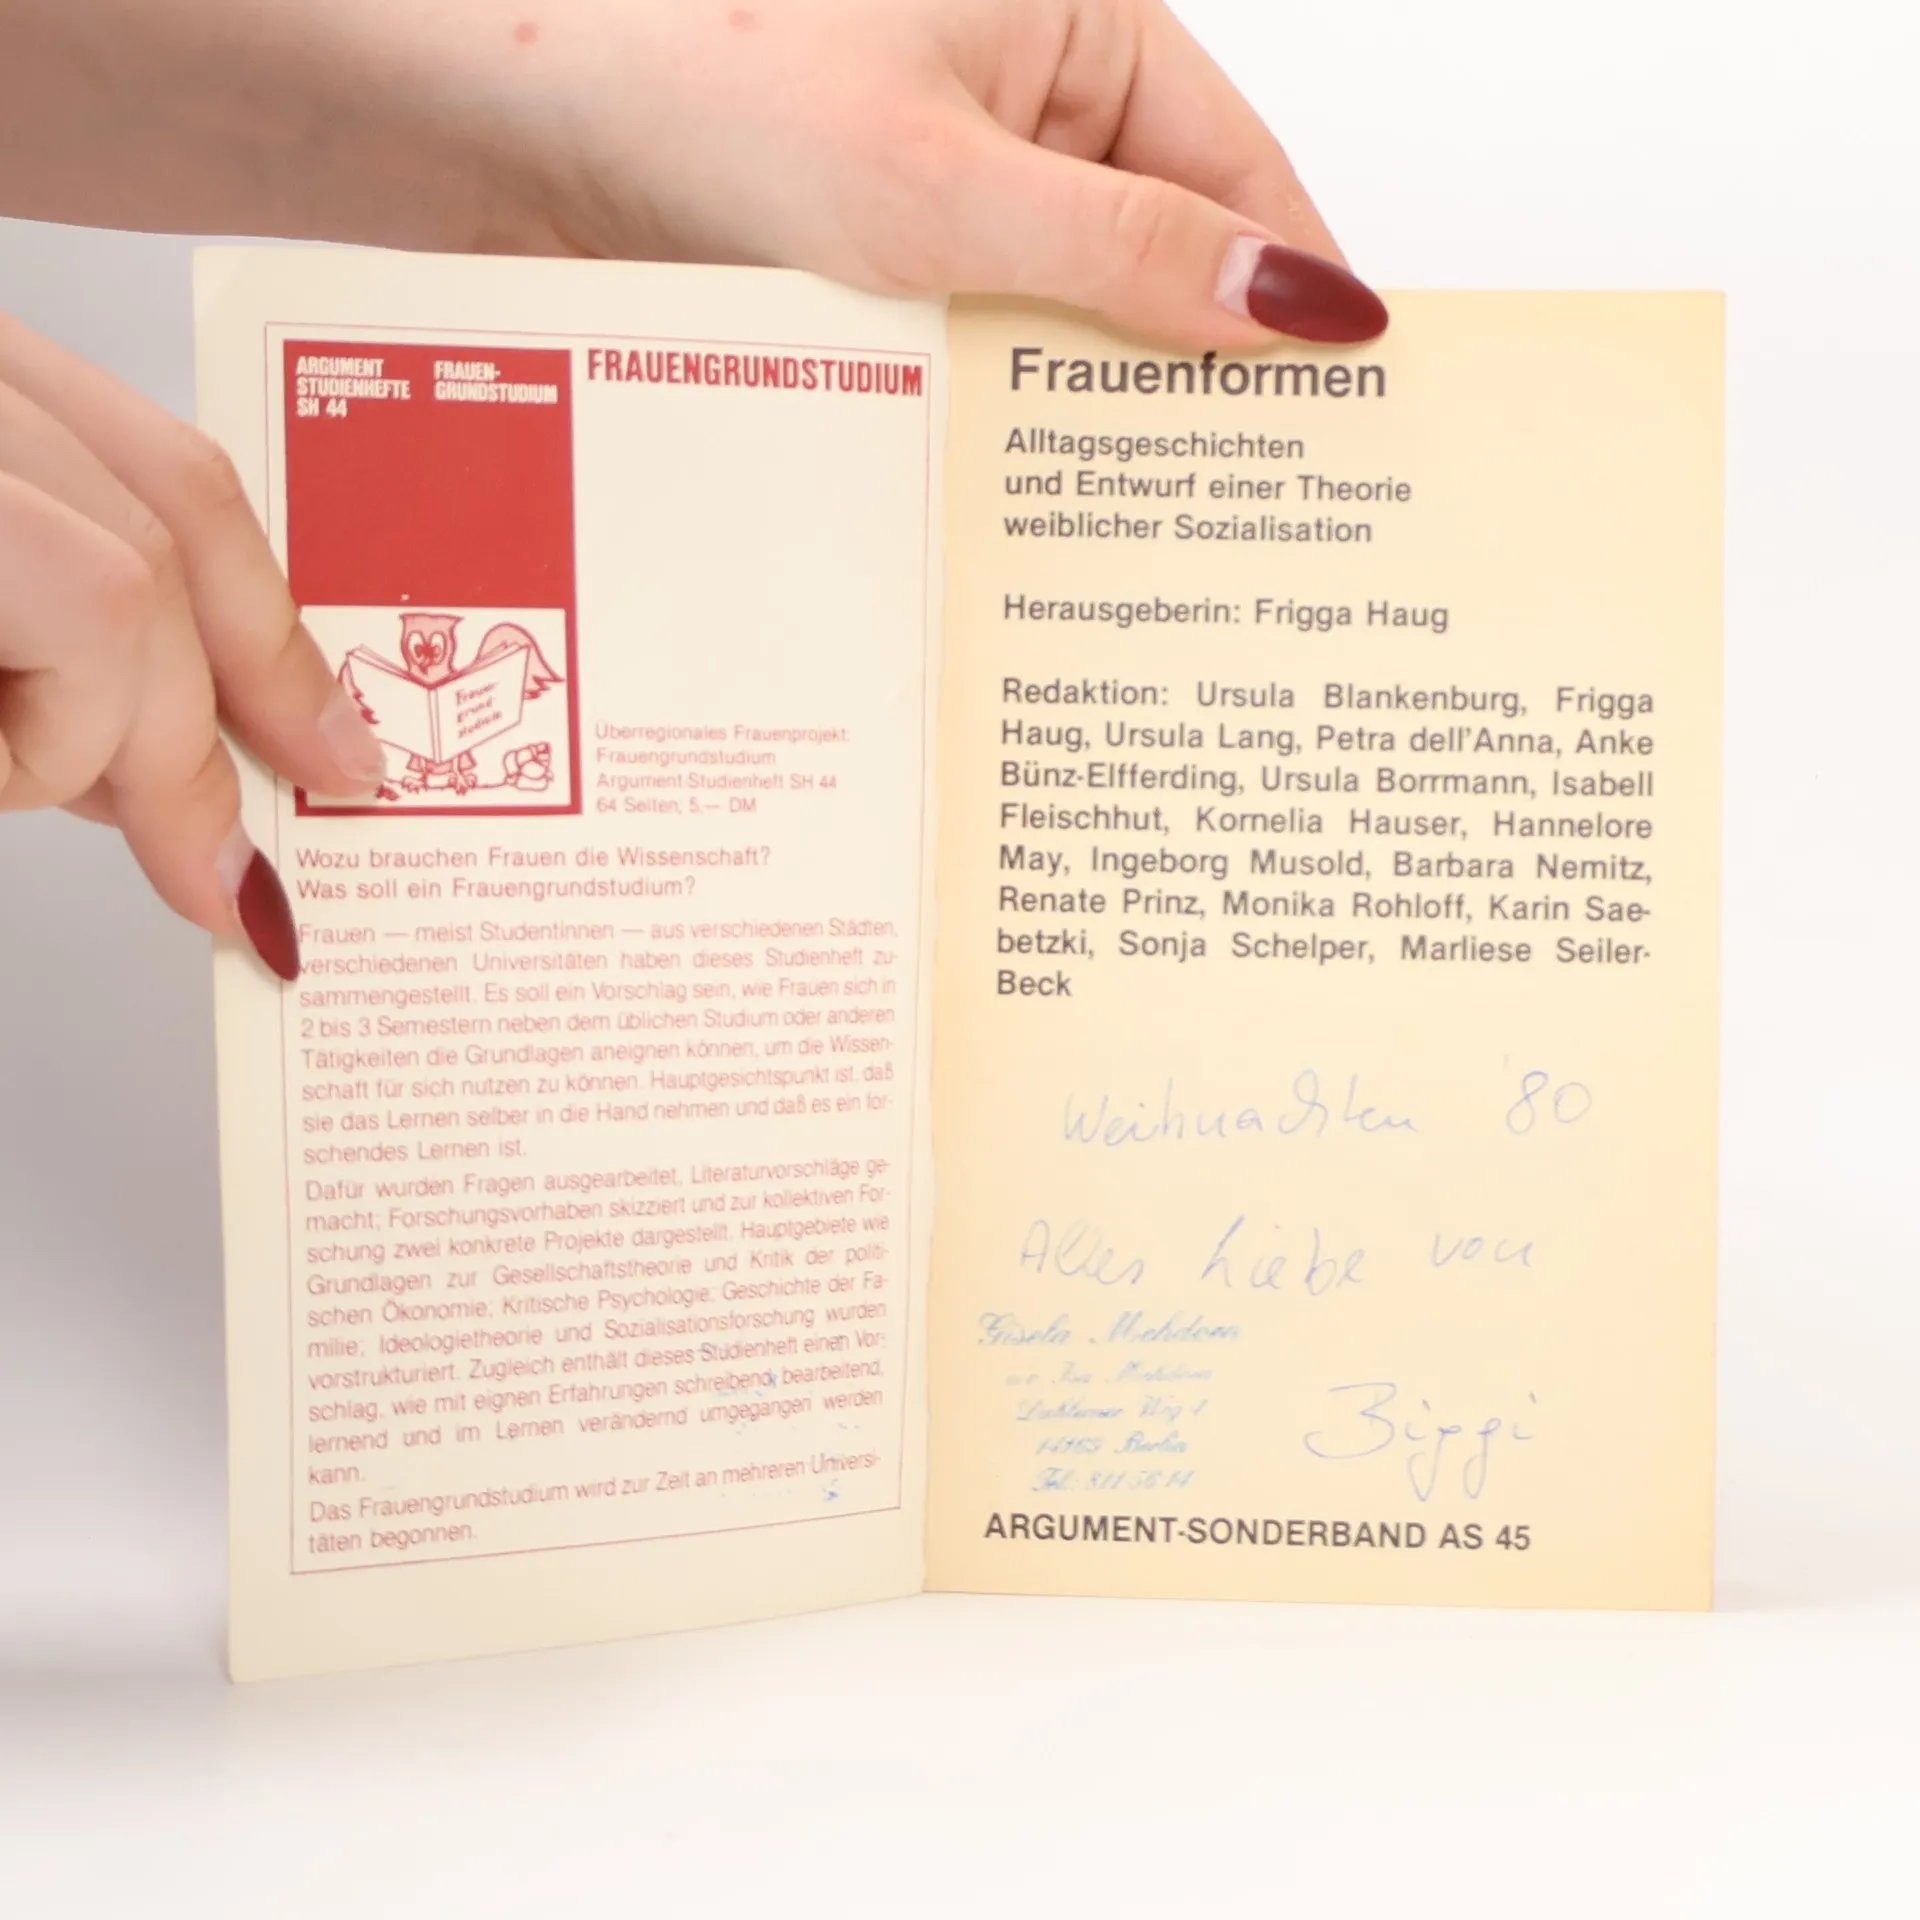 ARGUMENT
STUDIENHEFTE
SH 44
FRAUEN-
GRUNDSTUDIUM
FRAUENGRUNDSTUDIUM
Frauen-
grund-
studium
Überregionales Frauenprojekt:
Frauengrundstudium
Argument-Studienheft SH 44
64 Seiten; 5,— DM
Wozu brauchen Frauen die Wissenschaft?
Was soll ein Frauengrundstudium?
Frauen — meist Studentinnen — aus verschiedenen Städten,
verschiedenen Universitäten haben dieses Studienheft zu-
sammengestellt. Es soll ein Vorschlag sein, wie Frauen sich in
2 bis 3 Semestern neben dem üblichen Studium oder anderen
Tätigkeiten die Grundlagen aneignen können, um die Wissen-
schaft für sich nutzen zu können. Hauptgesichtspunkt ist, daß
sie das Lernen selber in die Hand nehmen und daß es ein for-
schendes Lernen ist.
Dafür wurden Fragen ausgearbeitet, Literaturvorschläge ge-
macht; Forschungsvorhaben skizziert und zur kollektiven For-
schung zwei konkrete Projekte dargestellt. Hauptgebiete wie
Grundlagen zur Gesellschaftstheorie und Kritik der politi-
schen Ökonomie; Kritische Psychologie; Geschichte der Fa-
milie; Ideologietheorie und Sozialisationsforschung wurden
vorstrukturiert. Zugleich enthält dieses Studienheft einen Vor-
schlag, wie mit eignen Erfahrungen schreibend, bearbeitend,
lernend und im Lernen verändernd umgegangen werden
kann.
Das Frauengrundstudium wird zur Zeit an mehreren Universi-
täten begonnen.
Frauenformen
Alltagsgeschichten
und Entwurf einer Theorie
weiblicher Sozialisation
Herausgeberin: Frigga Haug
Redaktion: Ursula Blankenburg, Frigga
Haug, Ursula Lang, Petra dell'Anna, Anke
Bünz-Elfferding, Ursula Borrmann, Isabell
Fleischhut, Kornelia Hauser, Hannelore
May, Ingeborg Musold, Barbara Nemitz,
Renate Prinz, Monika Rohloff, Karin Sae-
betzki, Sonja Schelper, Marliese Seiler-
Beck
Weihnachten '80
Alles Liebe von
Gisela
Berlin
Biggi
ARGUMENT-SONDERBAND AS 45